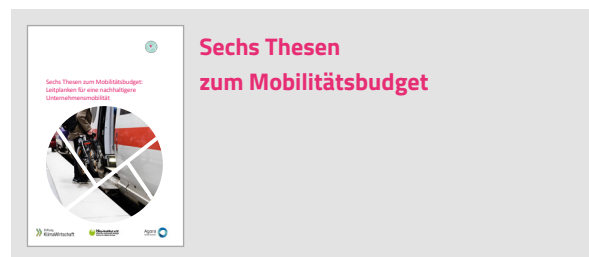 Sechs Thesen
zum Mobilitätsbudget
Sechs Thesen zum Mobilitätsbudget:
Leitplanken für eine nachhaltigere
Unternehmensmobilität
Stiftung
KlimaWirtschaft
Agora